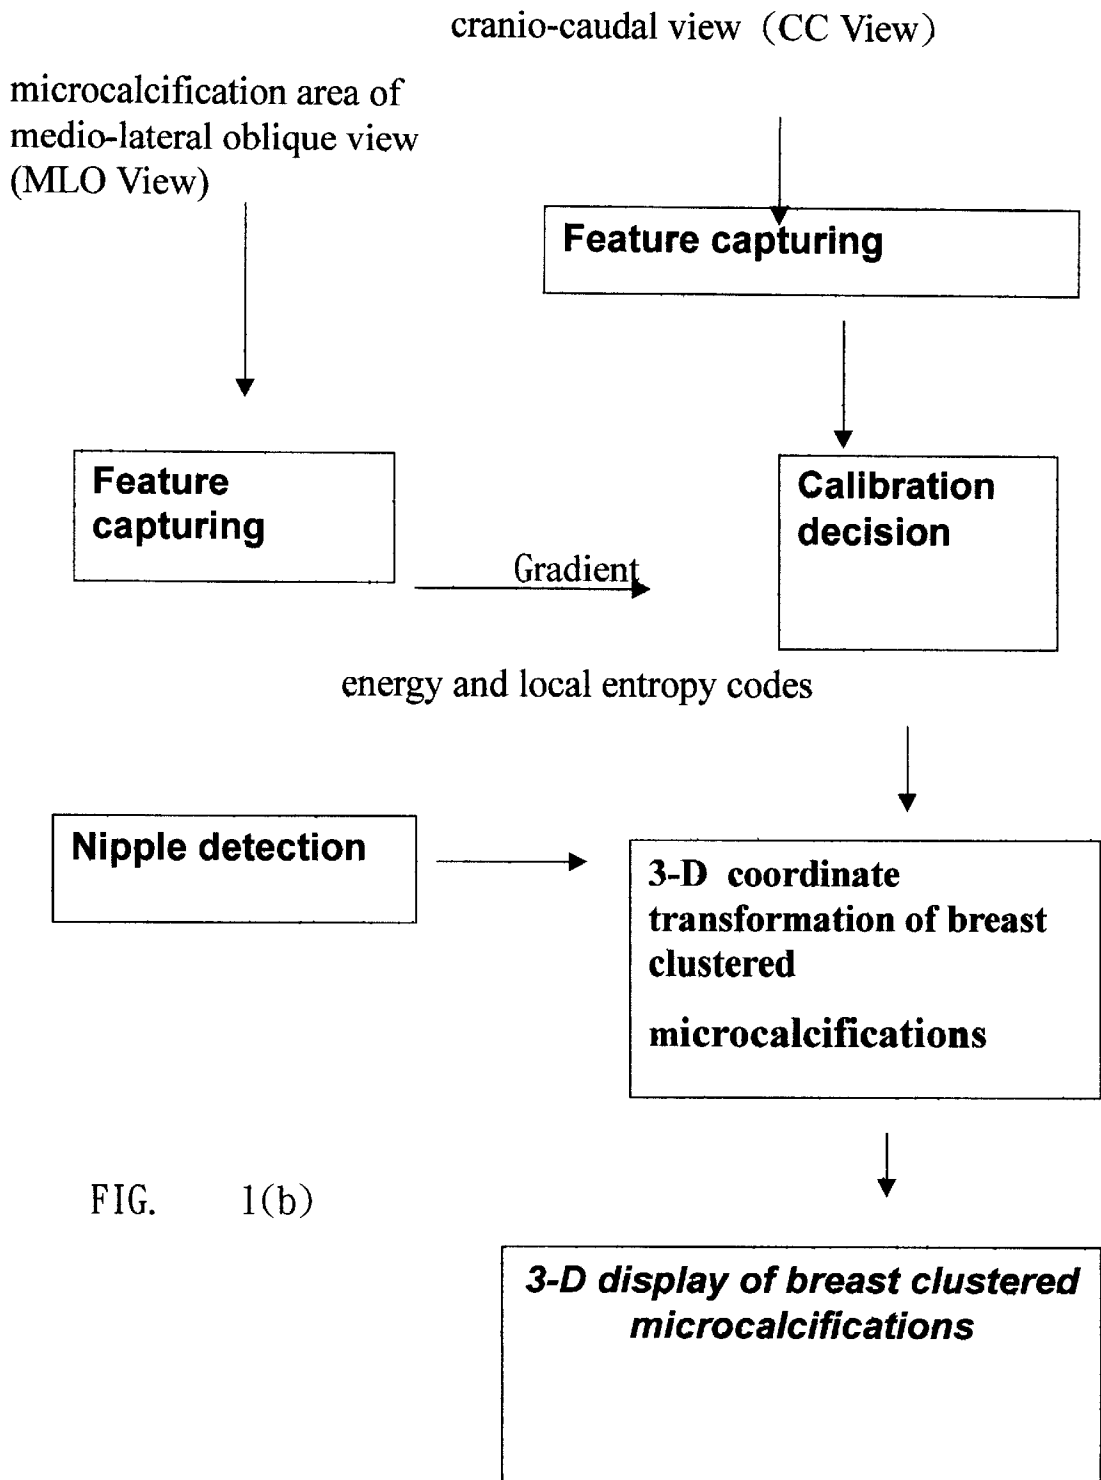 cranio-caudal view (CC View)
microcalcification area of
medio-lateral oblique view
(MLO View)
Feature capturing
Feature
capturing
Calibration
decision
Gradient
energy and local entropy codes
Nipple detection
3-D coordinate
transformation of breast
clustered
microcalcifications
FIG. 1(b)
3-D display of breast clustered
microcalcifications